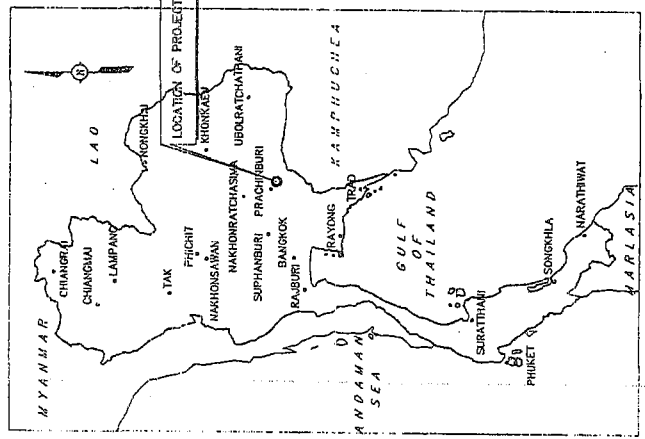 MYANMAR
CHIANGRAI
CHIANGMAI
LAMPANG
LAO
NONGKHAI
LOCATION OF PROJECT
TAK
PHICHIT
KHONKAEN
NAKHONSAWAN
UBOLRATCHATHANI
NAKHONRATCHASIMA
SUPHANBURI
PRACHINBURI
BANGKOK
RAJBURI
KAMPHUCHEA
RAYONG
TRAD
ANDAMAN
SEA
GULF
OF
THAILAND
SURATTHANI
PHUKET
SONGKHLA
NARATHIWAT
MARLASIA